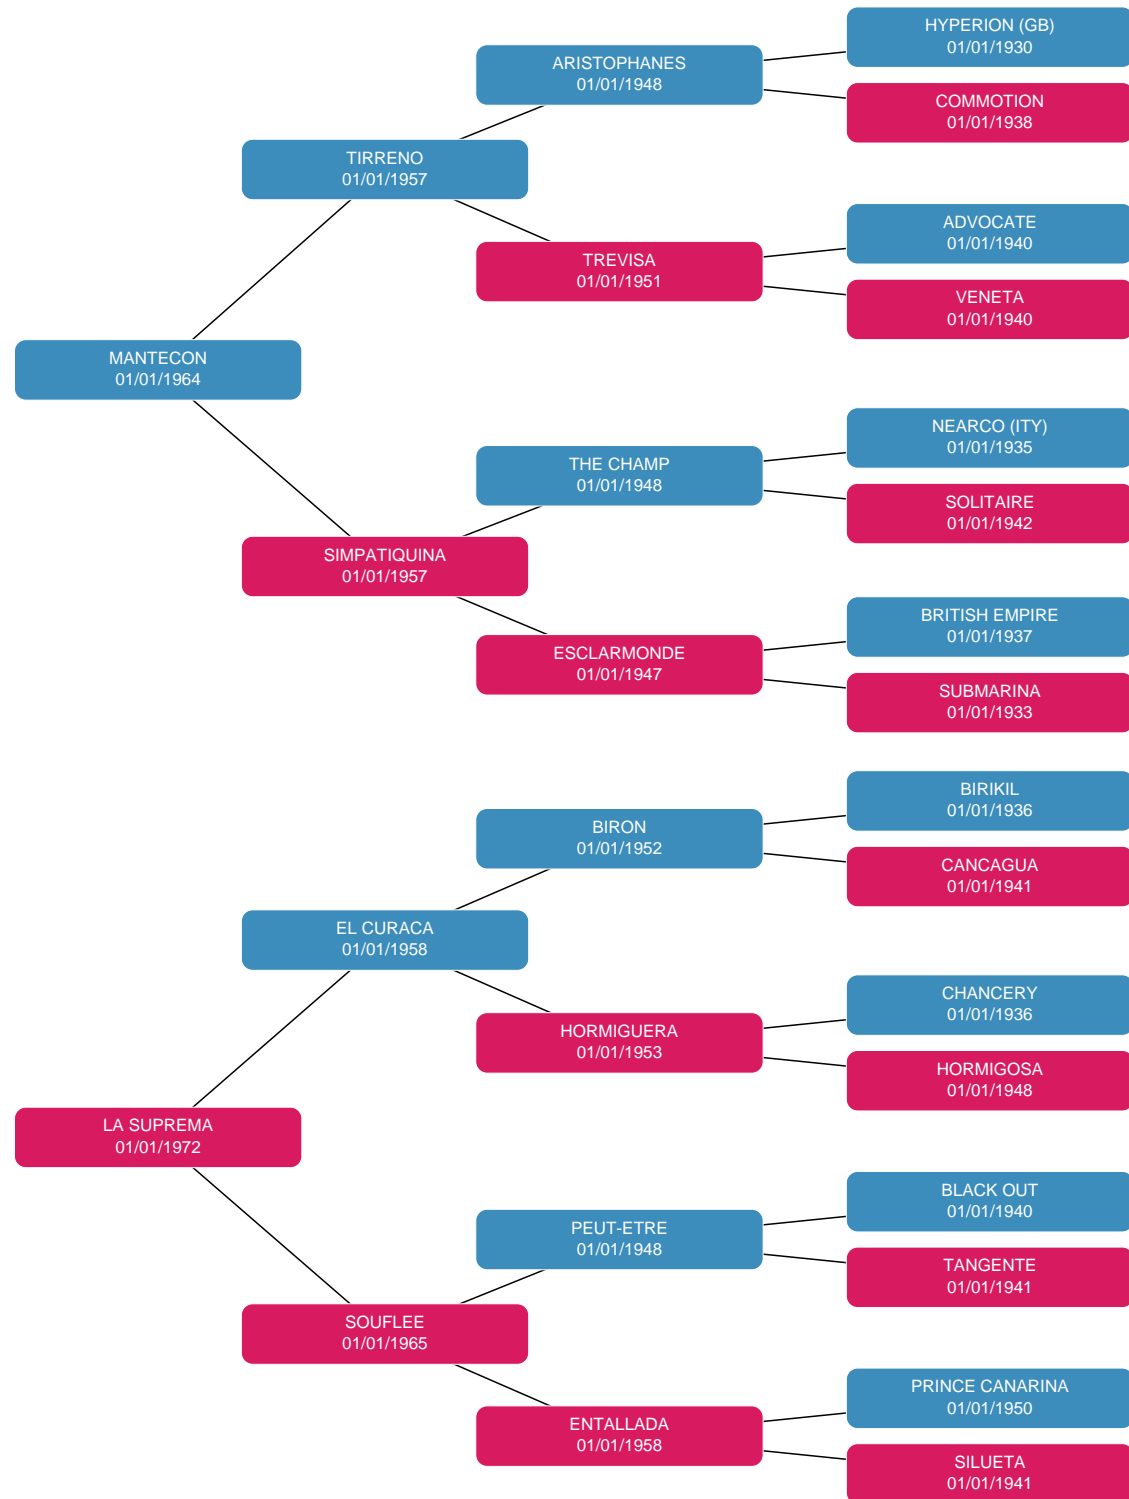 HYPERION (GB)
01/01/1930
ARISTOPHANES
01/01/1948
COMMOTION
01/01/1938
TIRRENO
01/01/1957
ADVOCATE
01/01/1940
TREVISA
01/01/1951
VENETA
01/01/1940
MANTECON
01/01/1964
NEARCO (ITY)
01/01/1935
THE CHAMP
01/01/1948
SOLITAIRE
01/01/1942
SIMPATIQUINA
01/01/1957
BRITISH EMPIRE
01/01/1937
ESCLARMONDE
01/01/1947
SUBMARINA
01/01/1933
BIRIKIL
01/01/1936
BIRON
01/01/1952
CANCAGUA
01/01/1941
EL CURACA
01/01/1958
CHANCERY
01/01/1936
HORMIGUERA
01/01/1953
HORMIGOSA
01/01/1948
LA SUPREMA
01/01/1972
BLACK OUT
01/01/1940
PEUT-ETRE
01/01/1948
TANGENTE
01/01/1941
SOUFLEE
01/01/1965
PRINCE CANARINA
01/01/1950
ENTALLADA
01/01/1958
SILUETA
01/01/1941